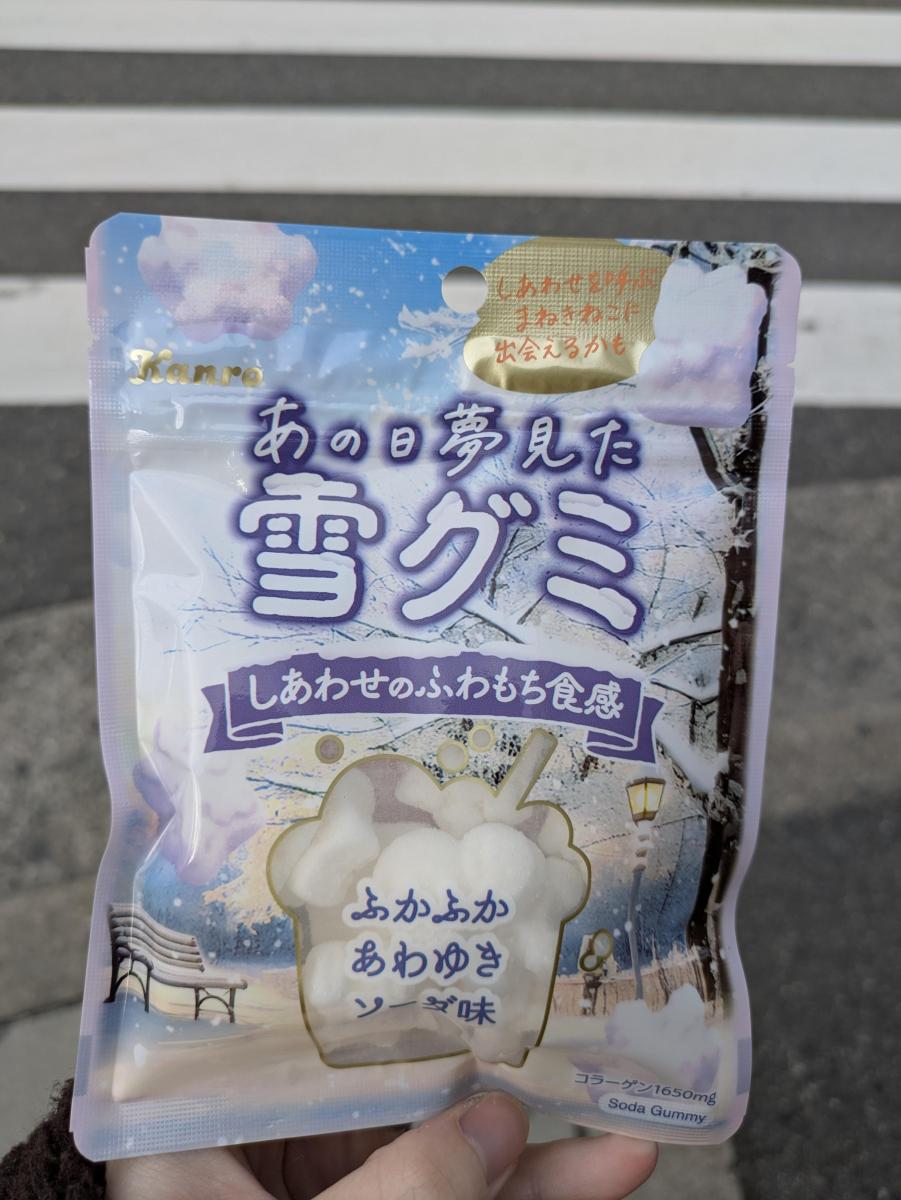 しあわせを呼ぶ
まねきねこに
出会えるかも
Kanro
あの日夢見た
雪グミ
しあわせのふわもち食感
ふかふか
あわゆき
ソーダ味
コラーゲン1650mg
Soda Gummy